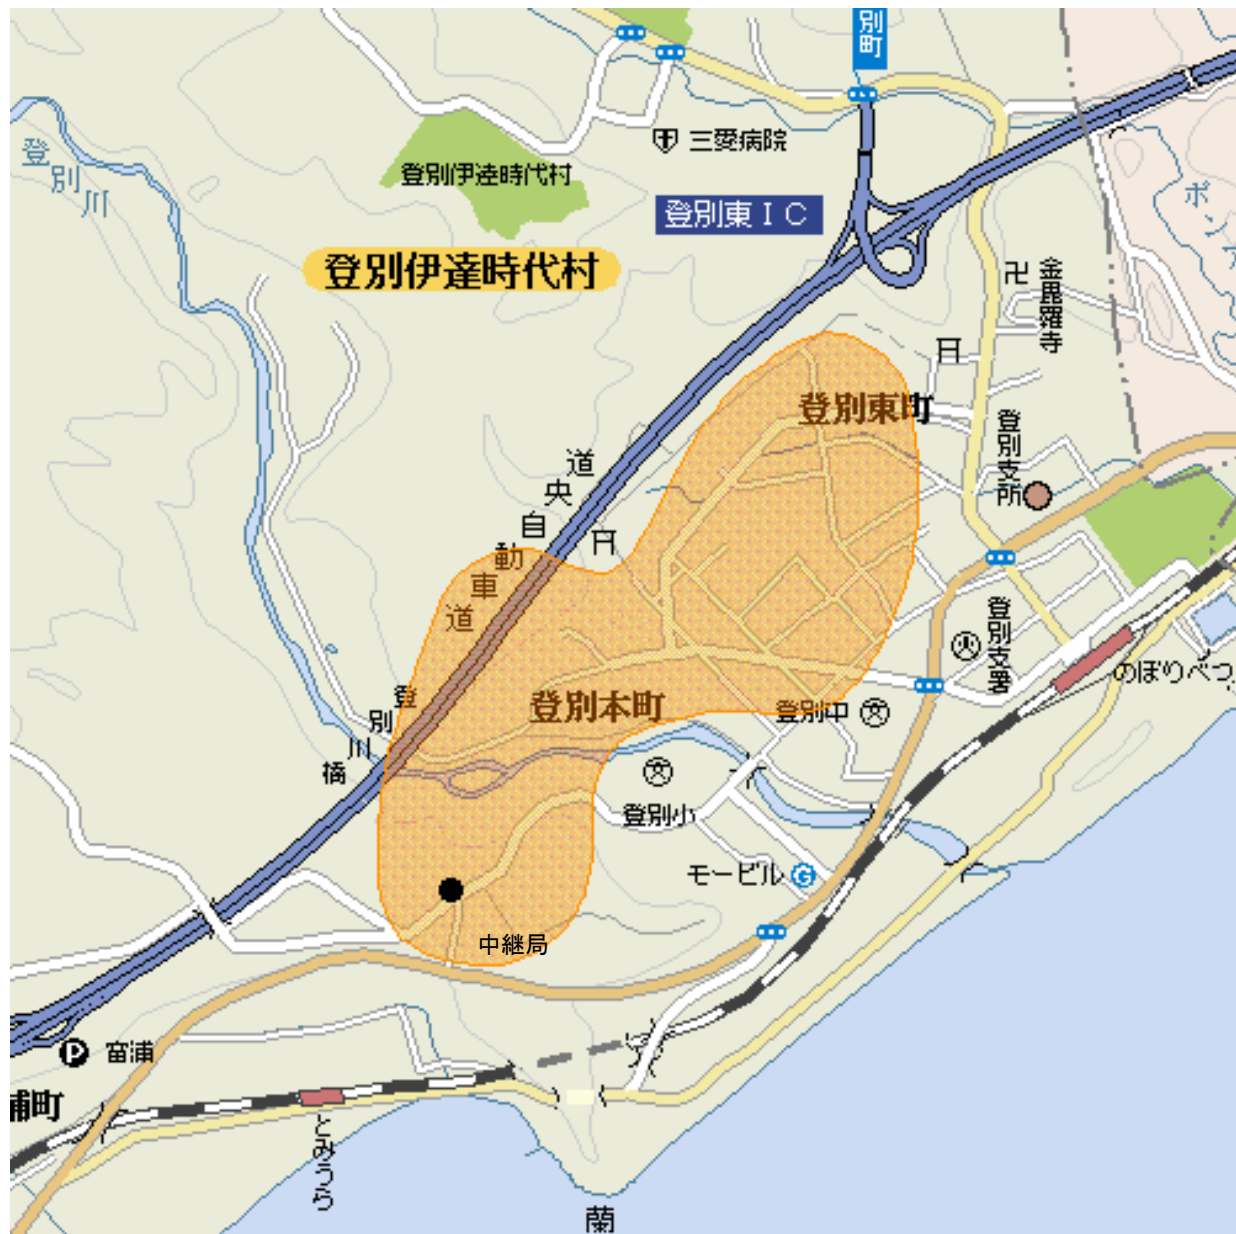 別町
三愛病院
登別伊達時代村
登別東IC
登別川
ポン
登別伊達時代村
金毘羅寺
登別東町
登別支所
道央自動車道
登別支署
のぼりべつ
登別本町
登別中
登別川橋
登別小
モービル
G
中継局
P
富浦
浦町
とみうら
蘭